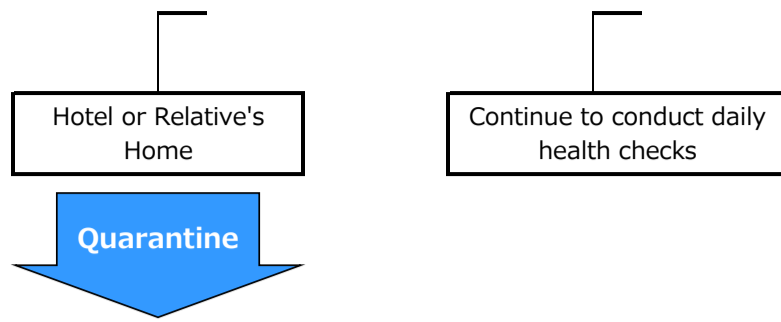 Hotel or Relative's
Home
Continue to conduct daily
health checks
Quarantine